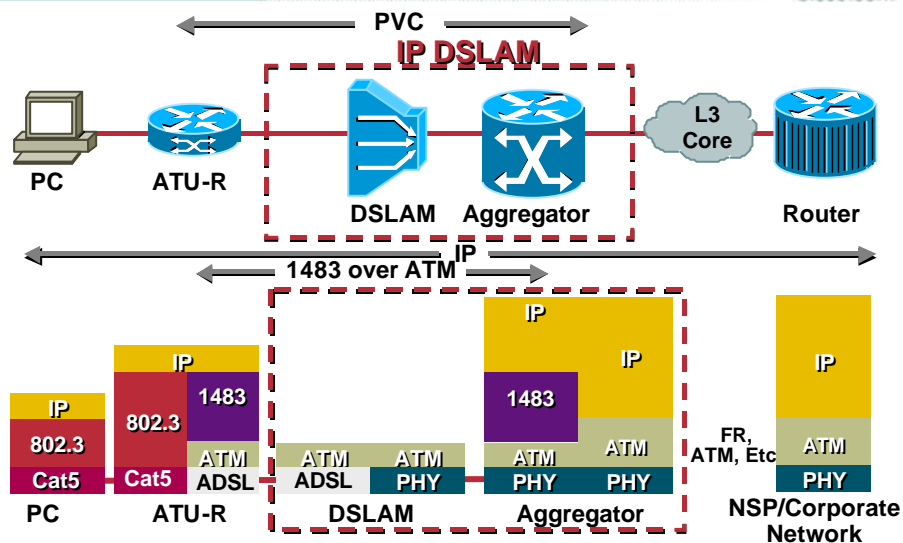 PVC
IP DSLAM
L3
Core
PC
ATU-R
DSLAM
Aggregator
Router
IP
1483 over ATM
IP
802.3
Cat5
IP
802.3
1483
ATM
Cat5
ADSL
ATM
ATM
ADSL
PHY
IP
IP
1483
ATM
ATM
PHY
PHY
FR,
ATM, Etc
IP
ATM
PHY
PC
ATU-R
DSLAM
Aggregator
NSP/Corporate
Network